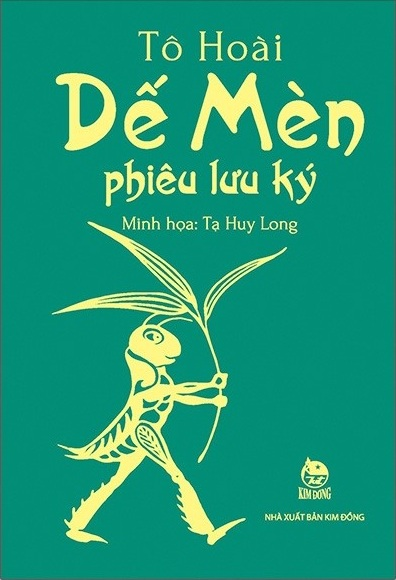 Tô Hoài
Dế Mèn
phiêu lưu ký
Minh họa: Tạ Huy Long
KIM ĐỒNG
NHÀ XUẤT BẢN KIM ĐỒNG